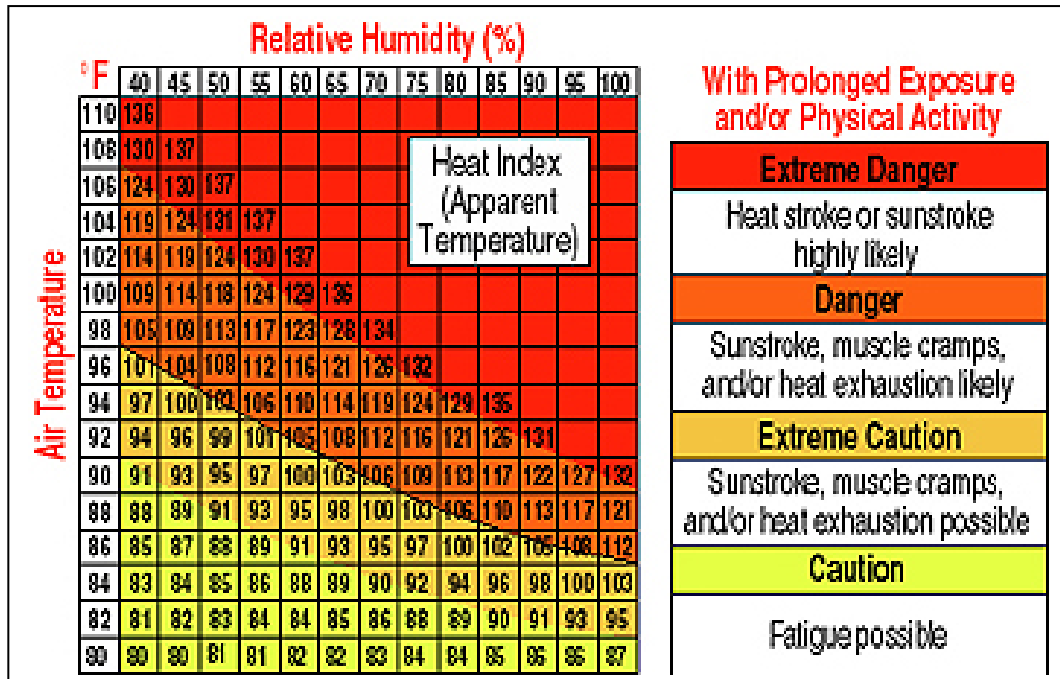 Relative Humidity (%)
°F 40 45 50 55 60 65 70 75 80 85 90 95 100
110 136
108 130 137
106 124 130 137
104 119 124 131 137
102 114 119 124 130 137
100 109 114 118 124 129 136
98 105 109 113 117 123 128 134
96 101 104 108 112 116 121 126 132
94 97 100 106 110 114 119 124 129 135
92 94 96 99 101 105 108 112 116 121 126 131
90 91 93 95 97 100 103 106 109 113 117 122 127 132
88 88 89 91 93 95 98 100 103 106 110 113 117 121
86 85 87 88 89 91 93 95 97 100 102 105 108 112
84 83 84 85 86 88 89 90 92 94 96 98 100 103
82 81 82 83 84 84 85 86 88 89 90 91 93 95
80 80 80 81 81 82 82 83 84 84 85 86 86 87
Air Temperature
Heat Index
(Apparent
Temperature)
With Prolonged Exposure
and/or Physical Activity
Extreme Danger
Heat stroke or sunstroke
highly likely
Danger
Sunstroke, muscle cramps,
and/or heat exhaustion likely
Extreme Caution
Sunstroke, muscle cramps,
and/or heat exhaustion possible
Caution
Fatigue possible